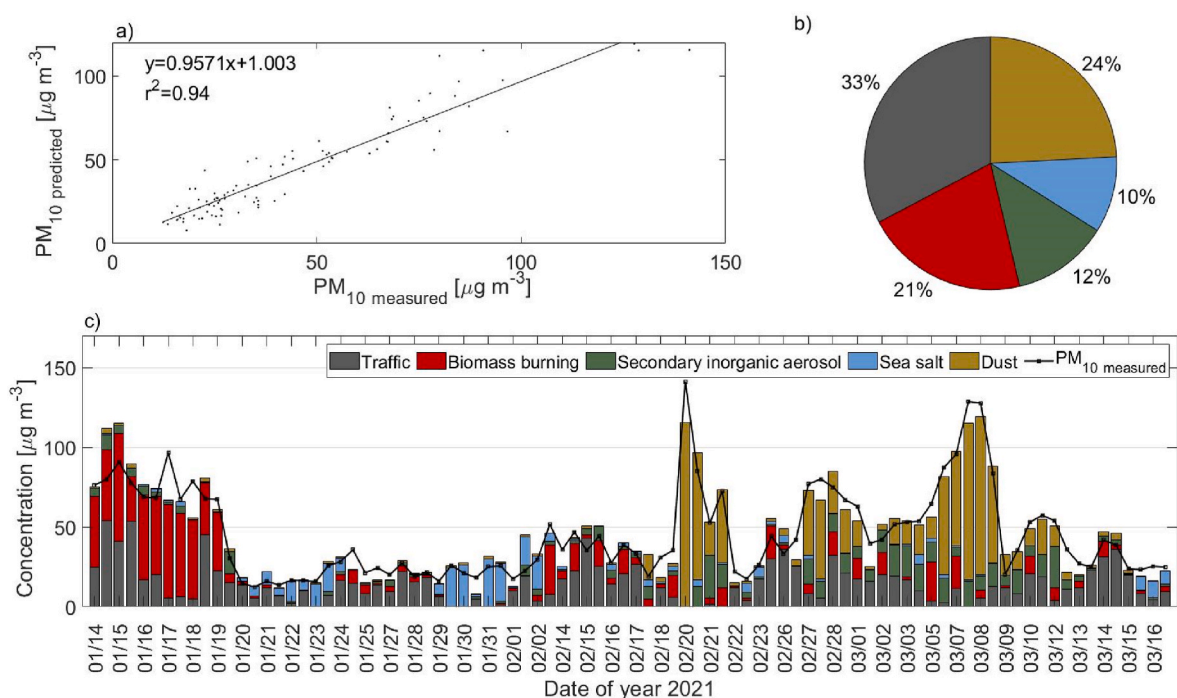 a)
y=0.9571x+1.003
r²=0.94
100
50
0
PM10 predicted [µg m-3]
0 50 100 150
PM10 measured [µg m-3]
b)
33%
24%
10%
12%
21%
c)
Traffic Biomass burning Secondary inorganic aerosol Sea salt Dust PM10 measured
150
100
50
0
Concentration [µg m-3]
01/14 01/15 01/16 01/17 01/18 01/19 01/20 01/21 01/22 01/23 01/24 01/25 01/27 01/28 01/29 01/30 01/31 02/01 02/02 02/14 02/15 02/16 02/17 02/18 02/20 02/21 02/22 02/23 02/26 02/27 02/28 03/01 03/02 03/03 03/05 03/07 03/08 03/09 03/10 03/12 03/13 03/14 03/15 03/16
Date of year 2021